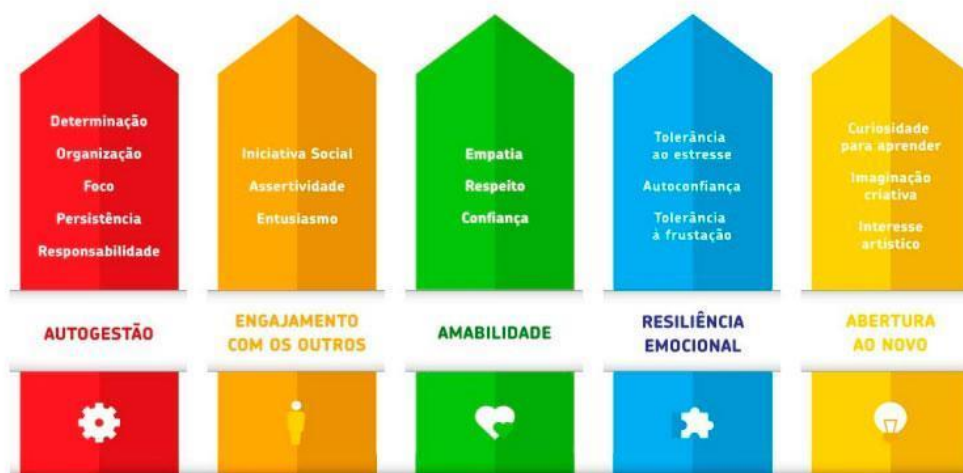 Determinação
Organização
Foco
Persistência
Responsabilidade
AUTOGESTÃO
Iniciativa Social
Assertividade
Entusiasmo
ENGAJAMENTO
COM OS OUTROS
Empatia
Respeito
Confiança
AMABILIDADE
Tolerância
ao estresse
Autoconfiança
Tolerância
à frustação
RESILIÊNCIA
EMOCIONAL
Curiosidade
para aprender
Imaginação
criativa
Interesse
artístico
ABERTURA
AO NOVO